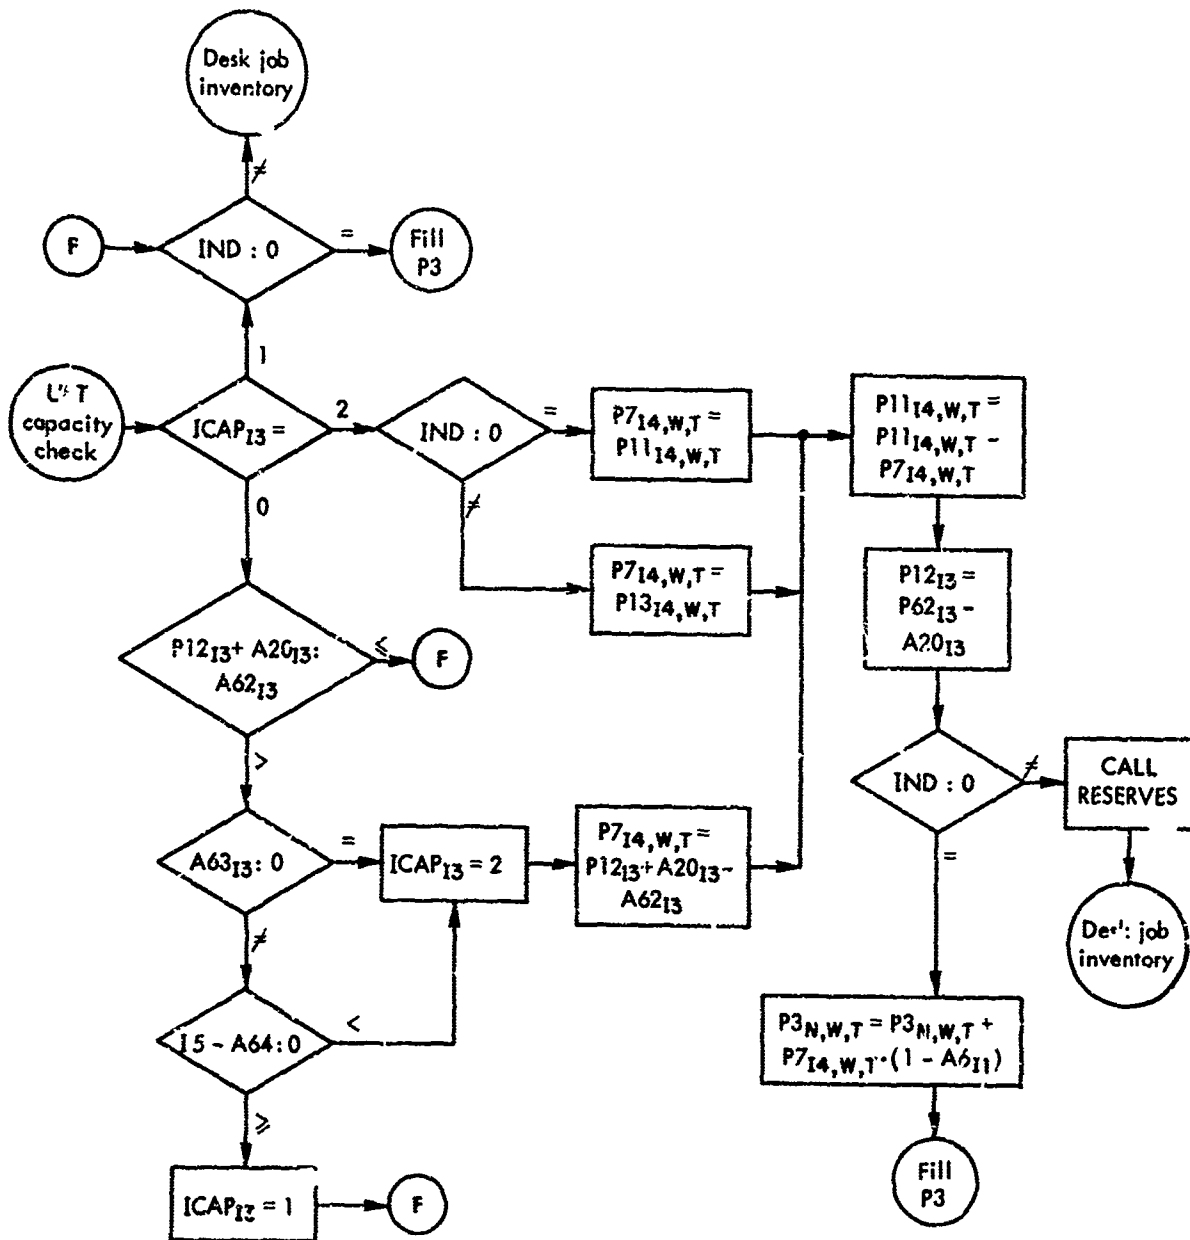 Desk job
inventory
≠
F
IND : 0
=
Fill
P3
1
capacity
check
ICAP_I3 =
2
IND : 0
=
P7_I4,W,T =
P11_I4,W,T
P11_I4,W,T =
P11_I4,W,T -
P7_I4,W,T
0
≠
P7_I4,W,T =
P13_I4,W,T
P12_I3 =
P62_I3 -
A20_I3
P12_I3 + A20_I3 :
A62_I3
≤
F
>
IND : 0
≠
CALL
RESERVES
A63_I3 : 0
=
ICAP_I3 = 2
P7_I4,W,T =
P12_I3 + A20_I3 -
A62_I3
=
≠
job
inventory
I5 - A64 : 0
<
P3_N,W,T = P3_N,W,T +
P7_I4,W,T · (1 - A6_I1)
≥
ICAP_I3 = 1
F
Fill
P3